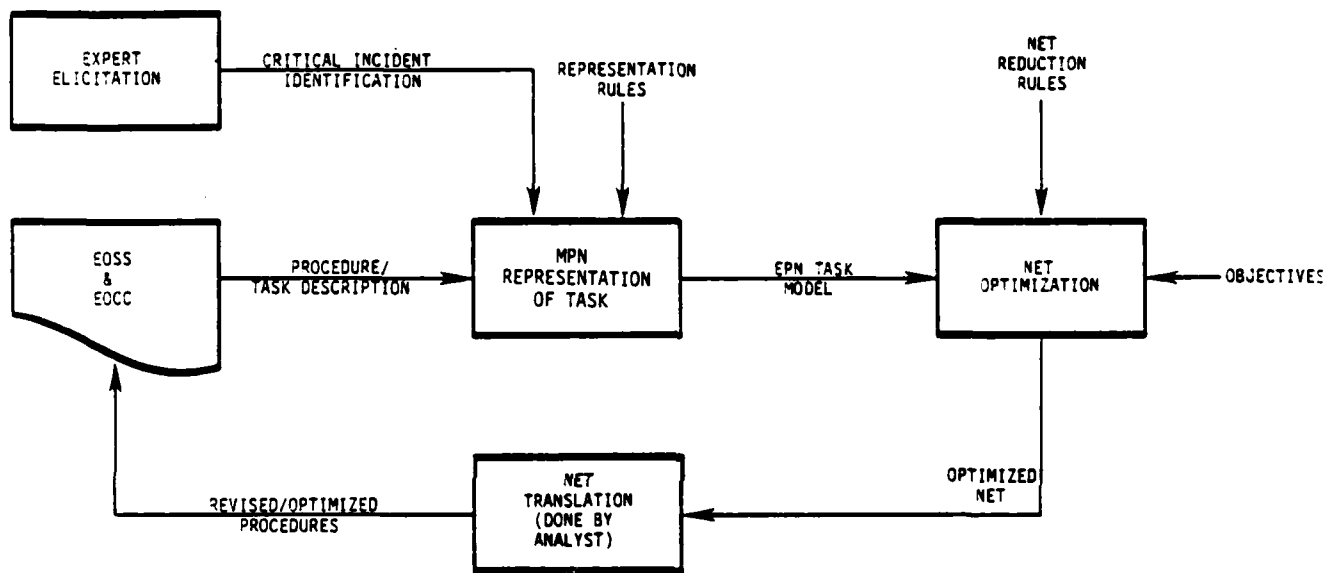 EXPERT
ELICITATION
CRITICAL INCIDENT
IDENTIFICATION
REPRESENTATION
RULES
NET
REDUCTION
RULES
EOSS
&
EOCC
PROCEDURE/
TASK DESCRIPTION
MPN
REPRESENTATION
OF TASK
EPN TASK
MODEL
NET
OPTIMIZATION
OBJECTIVES
REVISED/OPTIMIZED
PROCEDURES
NET
TRANSLATION
(DONE BY
ANALYST)
OPTIMIZED
NET